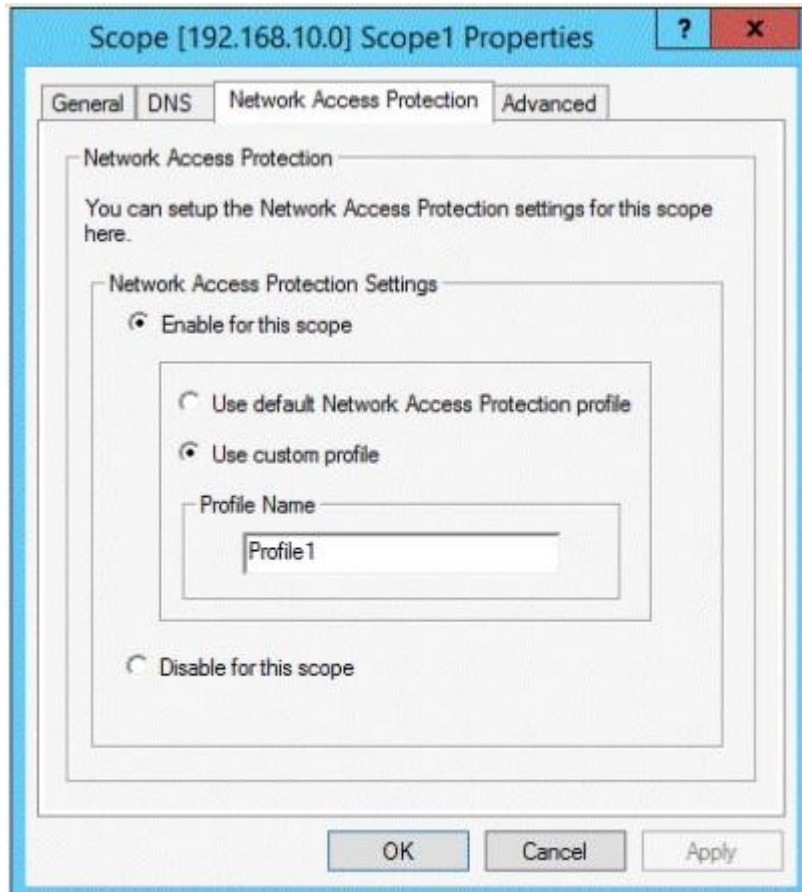 Scope [192.168.10.0] Scope1 Properties
? x
General DNS Network Access Protection Advanced
Network Access Protection
You can setup the Network Access Protection settings for this scope
here.
Network Access Protection Settings
Enable for this scope
Use default Network Access Protection profile
Use custom profile
Profile Name
Profile1
Disable for this scope
OK Cancel Apply